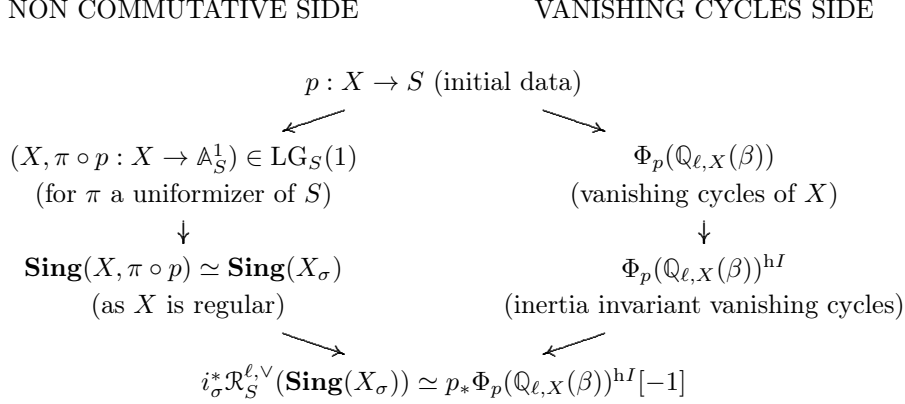 NON COMMUTATIVE SIDE VANISHING CYCLES SIDE
p : X → S (initial data)
(X, π ∘ p : X → 𝔸¹_S) ∈ LG_S(1) Φ_p(ℚ_{ℓ,X}(β))
(for π a uniformizer of S) (vanishing cycles of X)
Sing(X, π ∘ p) ≃ Sing(X_σ) Φ_p(ℚ_{ℓ,X}(β))^{hI}
(as X is regular) (inertia invariant vanishing cycles)
i*_σ ℛ^{ℓ,∨}_S(Sing(X_σ)) ≃ p_*Φ_p(ℚ_{ℓ,X}(β))^{hI}[−1]